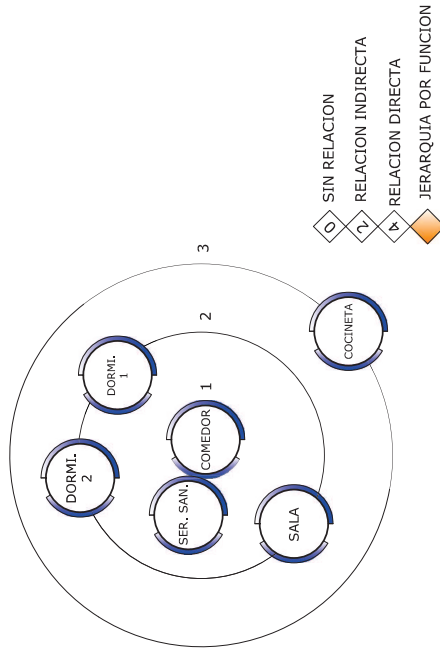 DORMI.
2
DORMI.
1
SER. SAN.
COMEDOR
SALA
COCINETA
1
2
3
0 SIN RELACION
2 RELACION INDIRECTA
4 RELACION DIRECTA
JERARQUIA POR FUNCION